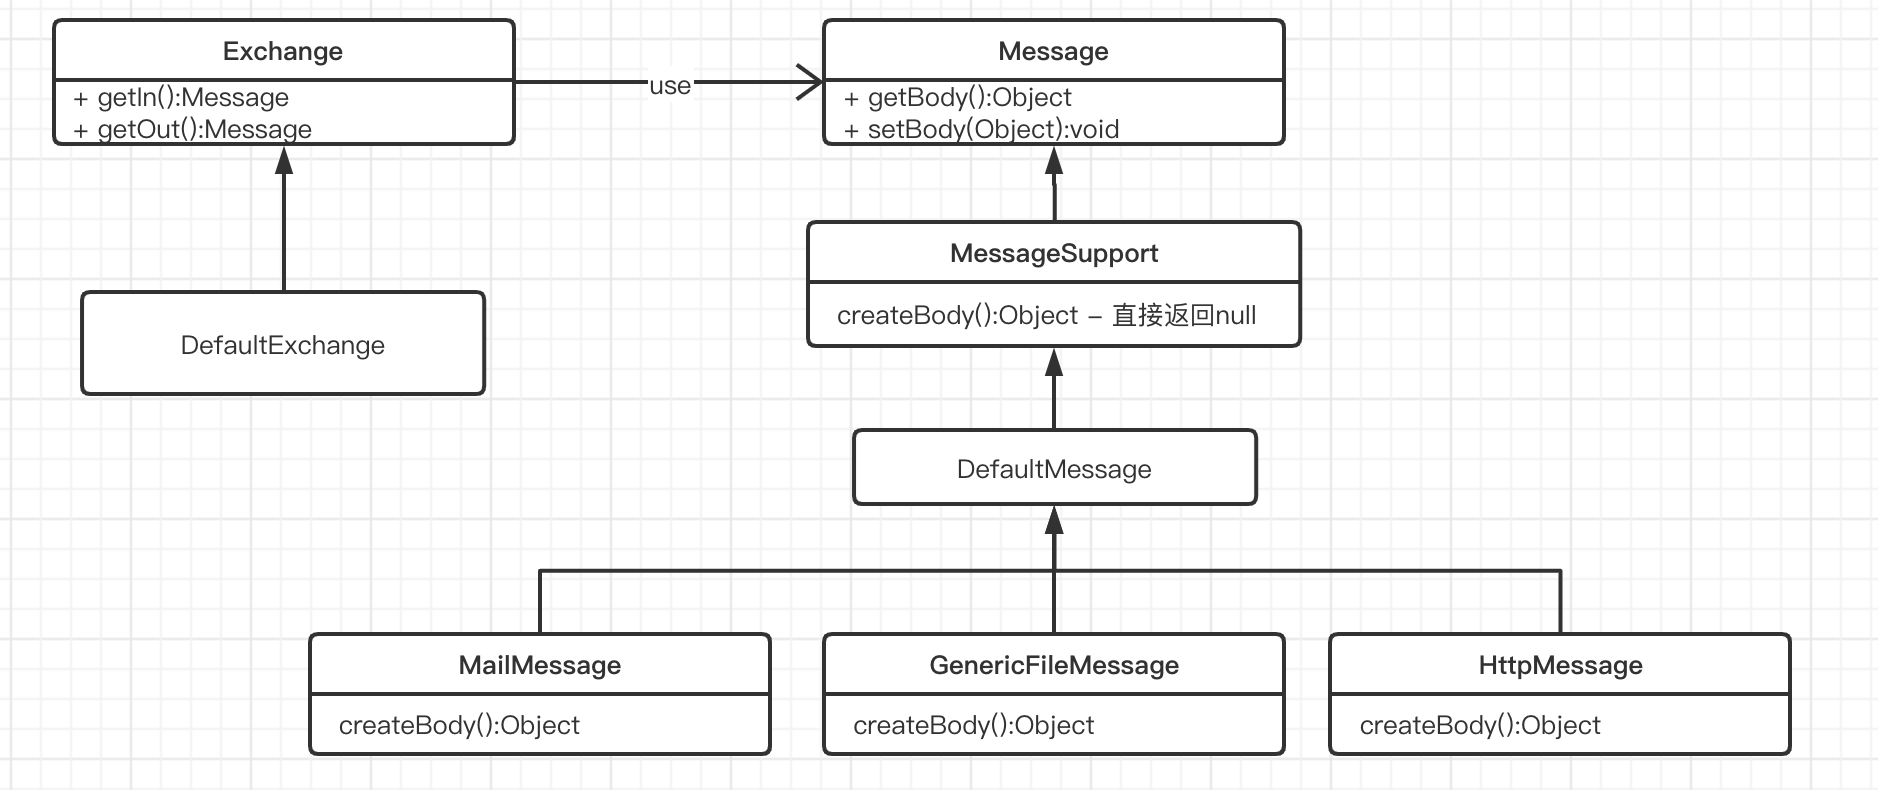 Exchange
+ getIn():Message
+ getOut():Message
use
Message
+ getBody():Object
+ setBody(Object):void
MessageSupport
createBody():Object – 直接返回null
DefaultExchange
DefaultMessage
MailMessage
createBody():Object
GenericFileMessage
createBody():Object
HttpMessage
createBody():Object